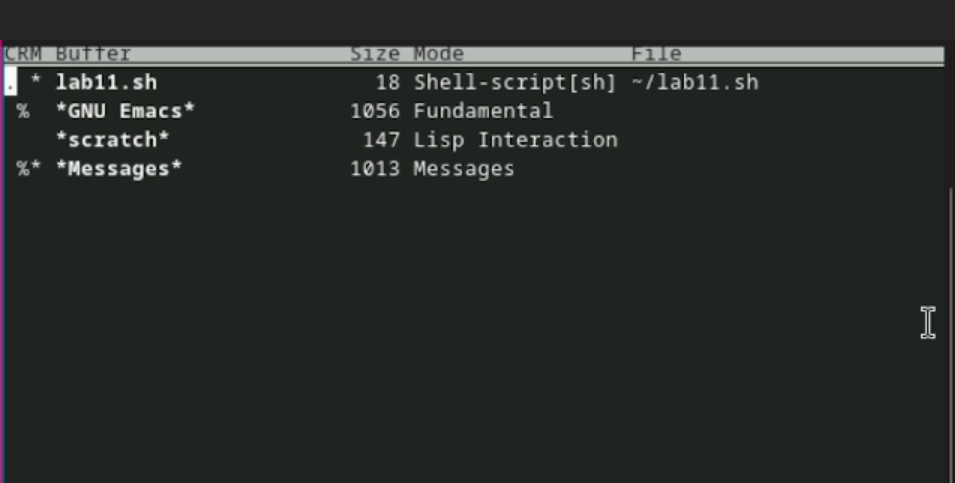 CRM Buffer                 Size Mode             File
. * lab11.sh                 18 Shell-script[sh] ~/lab11.sh
 %  *GNU Emacs*            1056 Fundamental
    *scratch*               147 Lisp Interaction
 %* *Messages*             1013 Messages